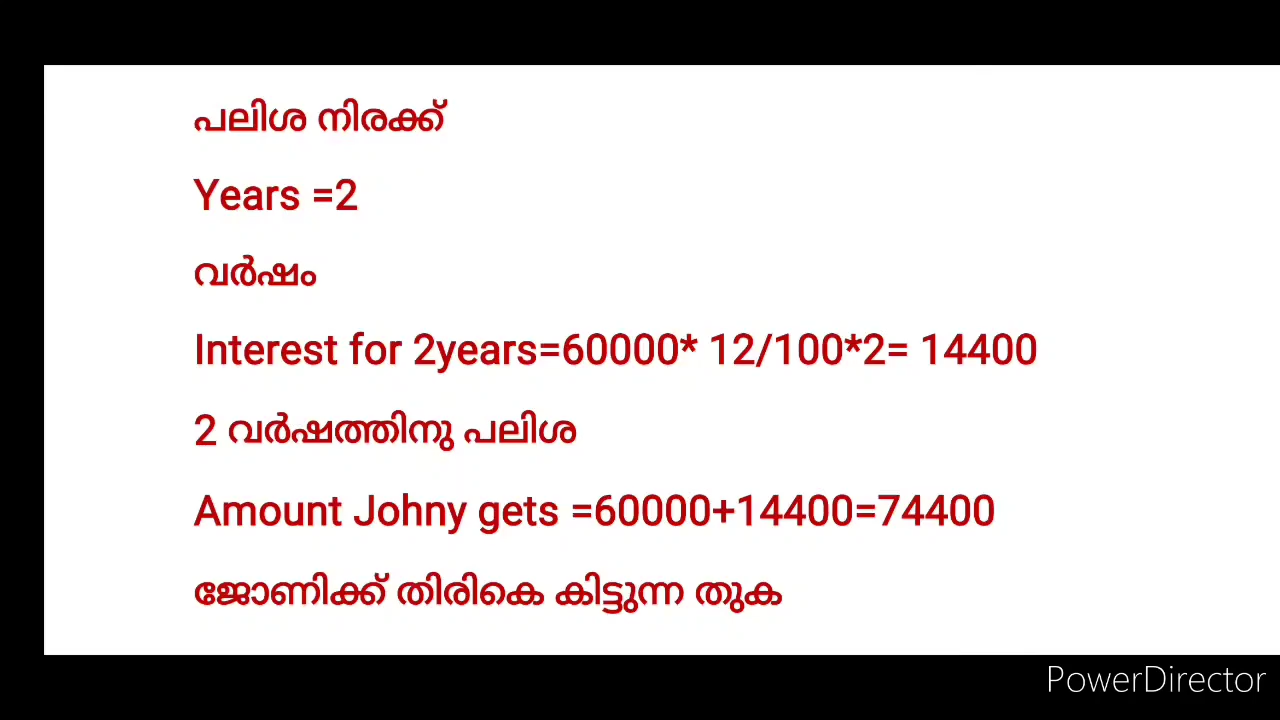 പലിശ നിരക്ക്
Years =2
വർഷം
Interest for 2years=60000* 12/100*2= 14400
2 വർഷത്തിനു പലിശ
Amount Johny gets =60000+14400=74400
ജോണിക്ക് തിരികെ കിട്ടുന്ന തുക
PowerDirector